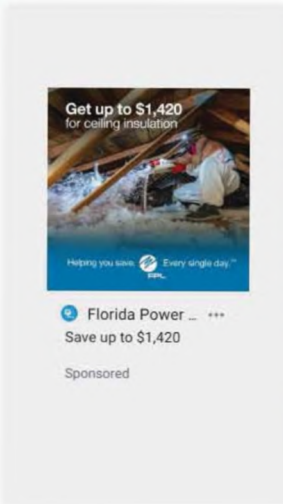 Get up to $1,420
for ceiling insulation
Helping you save. FPL. Every single day.℠
Florida Power ... •••
Save up to $1,420
Sponsored